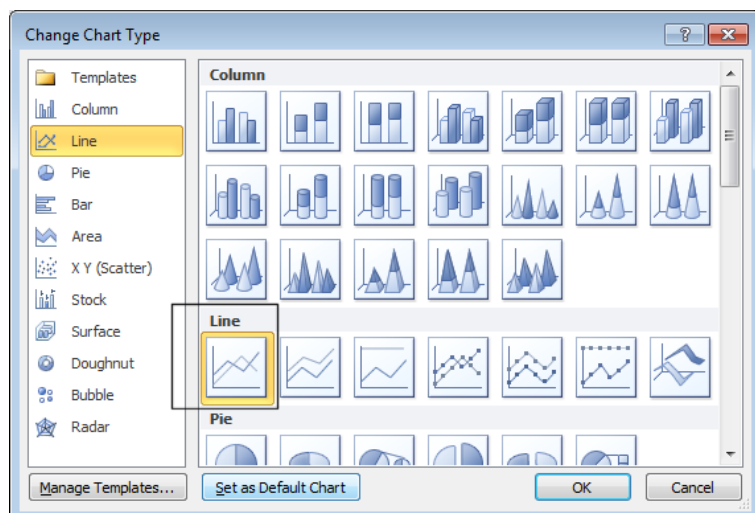 Change Chart Type
Templates
Column
Line
Pie
Bar
Area
X Y (Scatter)
Stock
Surface
Doughnut
Bubble
Radar
Column
Line
Pie
Manage Templates...
Set as Default Chart
OK
Cancel